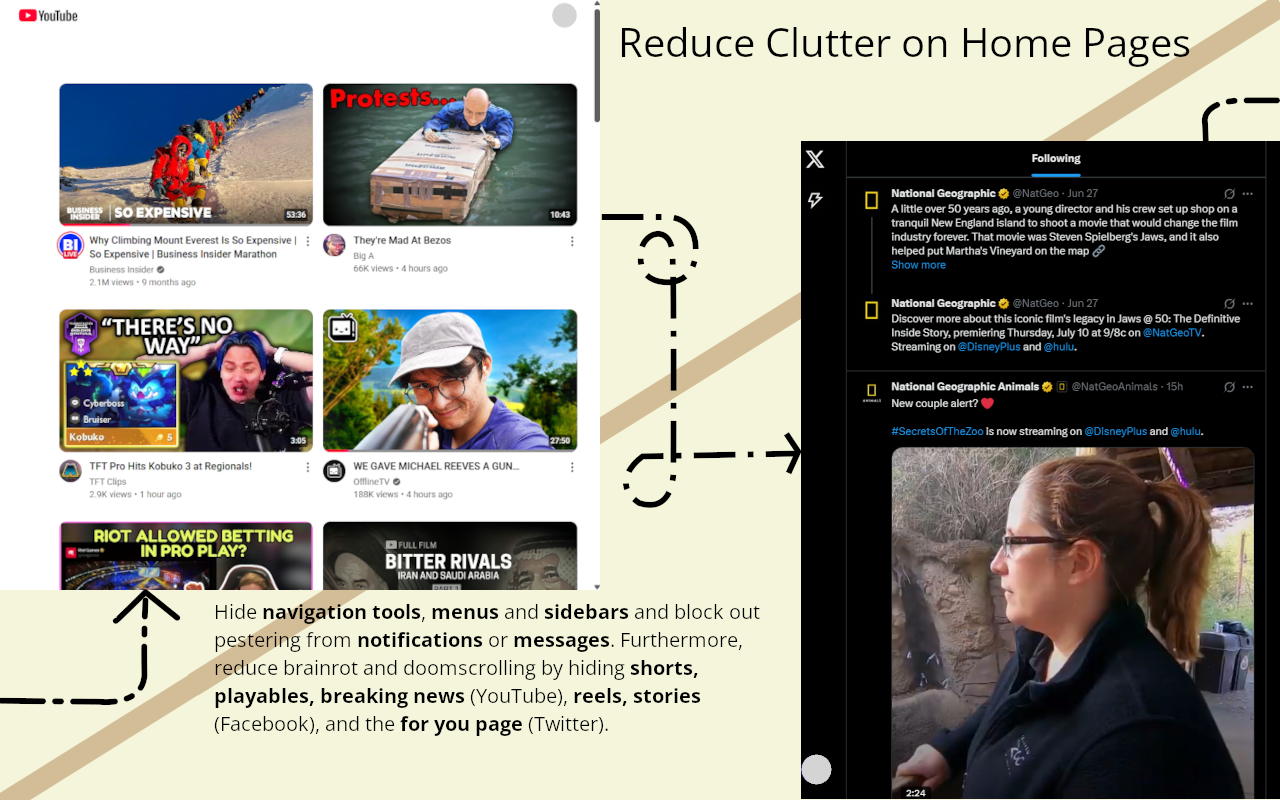 YouTube
Reduce Clutter on Home Pages
Protests...
BUSINESS
INSIDER
SO EXPENSIVE
53:36
10:43
BI
LIVE
Why Climbing Mount Everest Is So Expensive |
So Expensive | Business Insider Marathon
Business Insider
2.1M views • 9 months ago
They're Mad At Bezos
Big A
66K views • 4 hours ago
"THERE'S NO
WAY"
Cyberboss
Bruiser
Kobuko 5
3:05
27:50
TFT Pro Hits Kobuko 3 at Regionals!
TFT Clips
2.9K views • 1 hour ago
WE GAVE MICHAEL REEVES A GUN...
OfflineTV
188K views • 4 hours ago
RIOT ALLOWED BETTING
IN PRO PLAY?
Riot Games
FULL FILM
BITTER RIVALS
IRAN AND SAUDI ARABIA
PART 1
Hide navigation tools, menus and sidebars and block out
pestering from notifications or messages. Furthermore,
reduce brainrot and doomscrolling by hiding shorts,
playables, breaking news (YouTube), reels, stories
(Facebook), and the for you page (Twitter).
Following
National Geographic @NatGeo · Jun 27
A little over 50 years ago, a young director and his crew set up shop on a
tranquil New England island to shoot a movie that would change the film
industry forever. That movie was Steven Spielberg's Jaws, and it also
helped put Martha's Vineyard on the map 🔗
Show more
National Geographic @NatGeo · Jun 27
Discover more about this iconic film's legacy in Jaws @ 50: The Definitive
Inside Story, premiering Thursday, July 10 at 9/8c on @NatGeoTV.
Streaming on @DisneyPlus and @hulu.
ANIMALS
National Geographic Animals @NatGeoAnimals · 15h
New couple alert? ❤️
#SecretsOfTheZoo is now streaming on @DisneyPlus and @hulu.
2:24